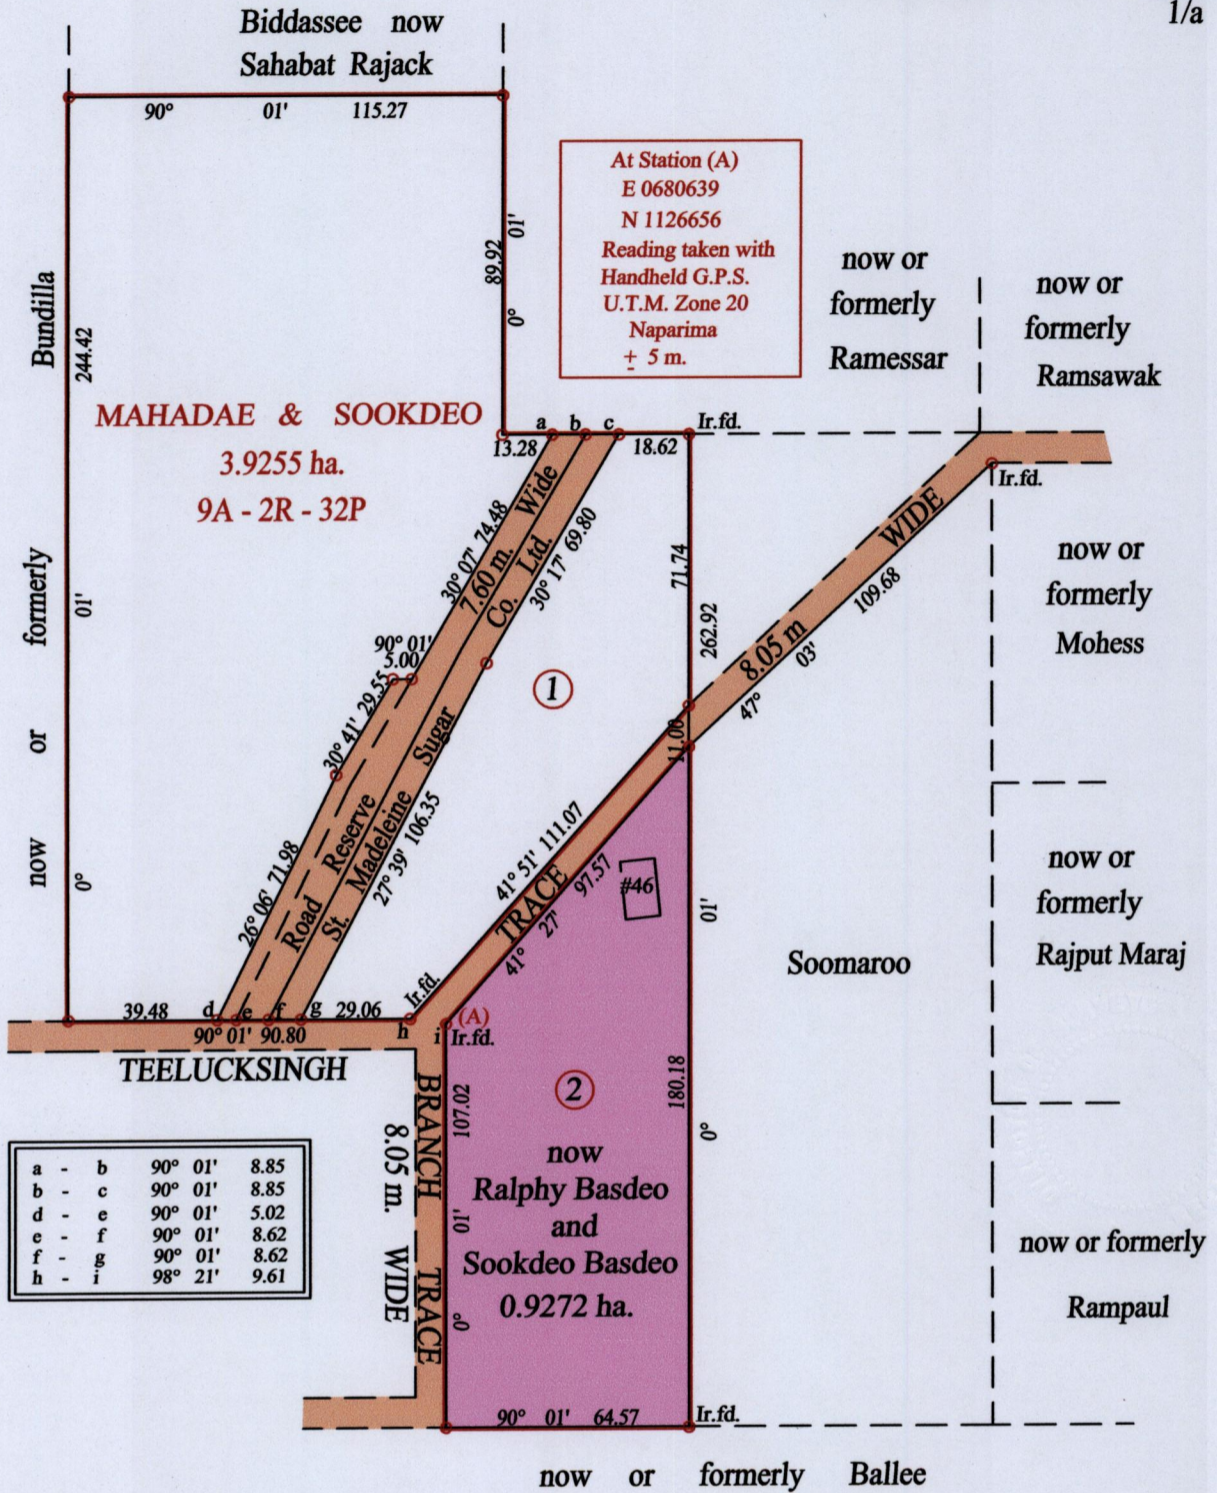 1/a
Biddassee now
Sahabat Rajack
90° 01' 115.27
At Station (A)
E 0680639
N 1126656
Reading taken with
Handheld G.P.S.
U.T.M. Zone 20
Naparima
± 5 m.
0° 01'
89.92
now or
formerly
Ramessar
now or
formerly
Ramsawak
now or formerly Bundilla
0° 01'
244.42
MAHADAE & SOOKDEO
3.9255 ha.
9A - 2R - 32P
13.28
a
b
c
18.62
Ir.fd.
Ir.fd.
30° 07' 74.48
7.60 m. Wide
30° 17' 69.80
90° 01'
5.00
30° 41' 29.55
26° 06' 71.98
Road Reserve
St. Madeleine Sugar Co. Ltd.
27° 39' 106.35
1
71.74
262.92
11.00
8.05 m WIDE
47° 03' 109.68
now or
formerly
Mohess
41° 51' 111.07
TRACE
41° 27' 97.57
#46
0° 01'
180.18
Soomaroo
now or
formerly
Rajput Maraj
39.48
d
e
f
g
29.06
h
Ir.fd.
i
(A)
Ir.fd.
90° 01' 90.80
TEELUCKSINGH
BRANCH TRACE
8.05 m. WIDE
0° 01' 107.02
2
now
Ralphy Basdeo
and
Sookdeo Basdeo
0.9272 ha.
a - b 90° 01' 8.85
b - c 90° 01' 8.85
d - e 90° 01' 5.02
e - f 90° 01' 8.62
f - g 90° 01' 8.62
h - i 98° 21' 9.61
now or formerly
Rampaul
90° 01' 64.57
Ir.fd.
now or formerly Ballee